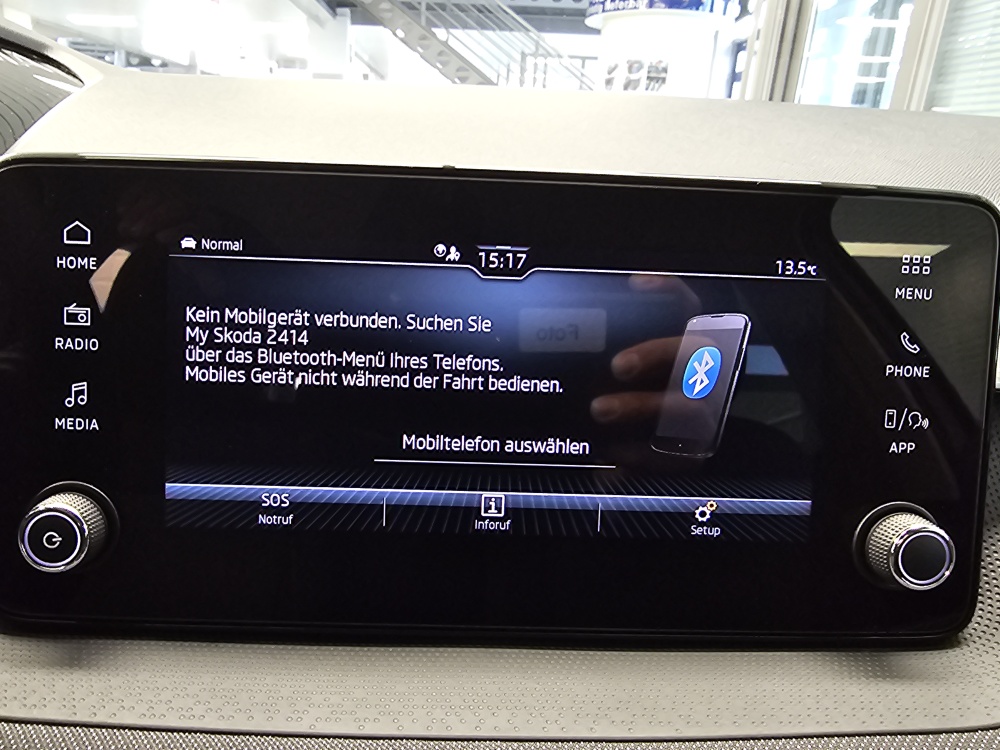 HOME
RADIO
MEDIA
Normal
15:17
13,5°C
Kein Mobilgerät verbunden. Suchen Sie
My Skoda 2414
über das Bluetooth-Menü Ihres Telefons.
Mobiles Gerät nicht während der Fahrt bedienen.
Foto
Mobiltelefon auswählen
SOS
Notruf
i
Inforuf
Setup
MENU
PHONE
APP